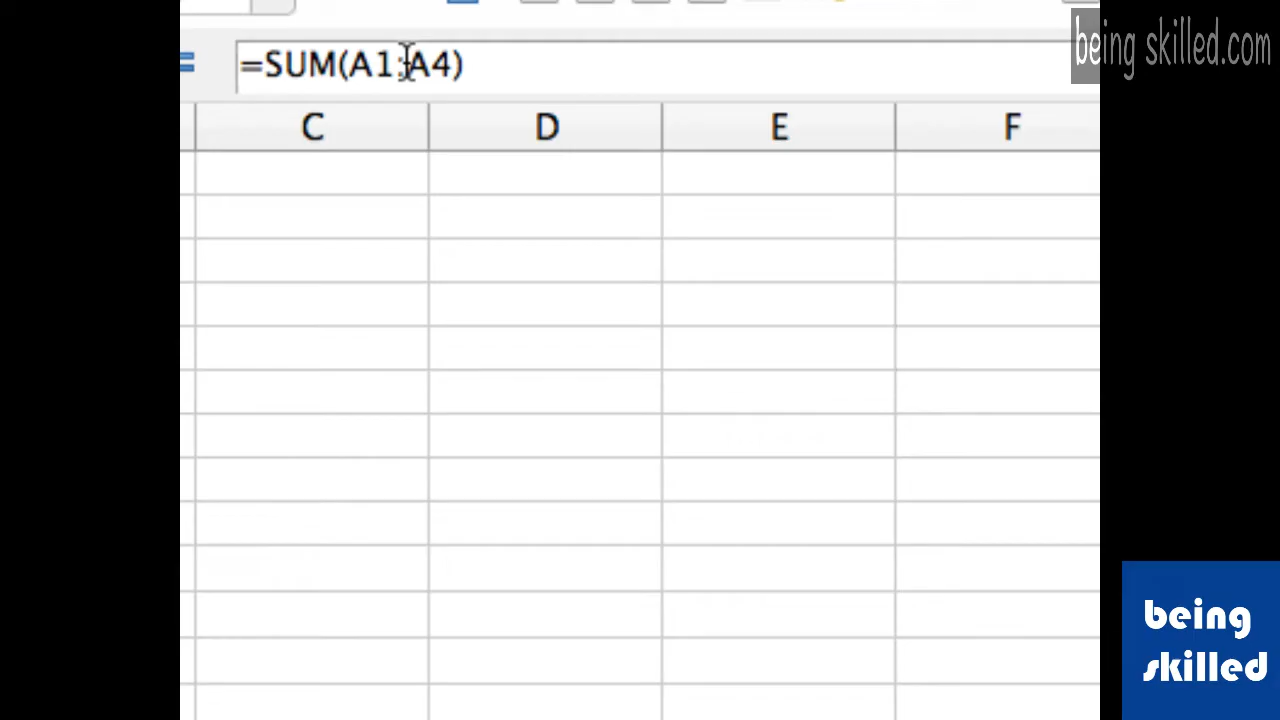 being skilled.com
=SUM(A1:A4)
C D E F
being
skilled